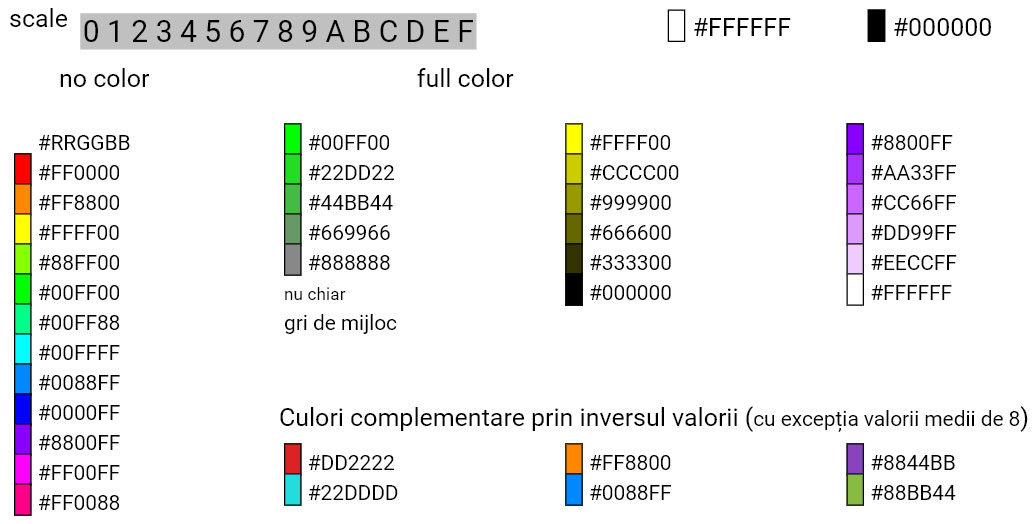 scale
0 1 2 3 4 5 6 7 8 9 A B C D E F
#FFFFFF
#000000
no color
full color
#RRGGBB
#FF0000
#FF8800
#FFFF00
#88FF00
#00FF00
#00FF88
#00FFFF
#0088FF
#0000FF
#8800FF
#FF00FF
#FF0088
#00FF00
#22DD22
#44BB44
#669966
#888888
nu chiar
gri de mijloc
#FFFF00
#CCCC00
#999900
#666600
#333300
#000000
#8800FF
#AA33FF
#CC66FF
#DD99FF
#EECCFF
#FFFFFF
Culori complementare prin inversul valorii (cu excepția valorii medii de 8)
#DD2222
#22DDDD
#FF8800
#0088FF
#8844BB
#88BB44